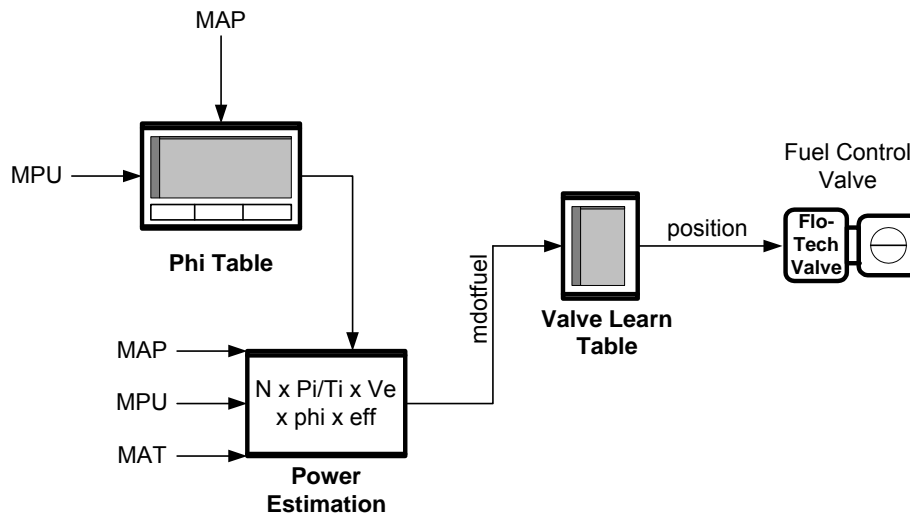 MAP
MPU
Phi Table
Fuel Control
Valve
Flo-
Tech
Valve
position
mdotfuel
Valve Learn
Table
MAP
MPU
MAT
N x Pi/Ti x Ve
x phi x eff
Power
Estimation